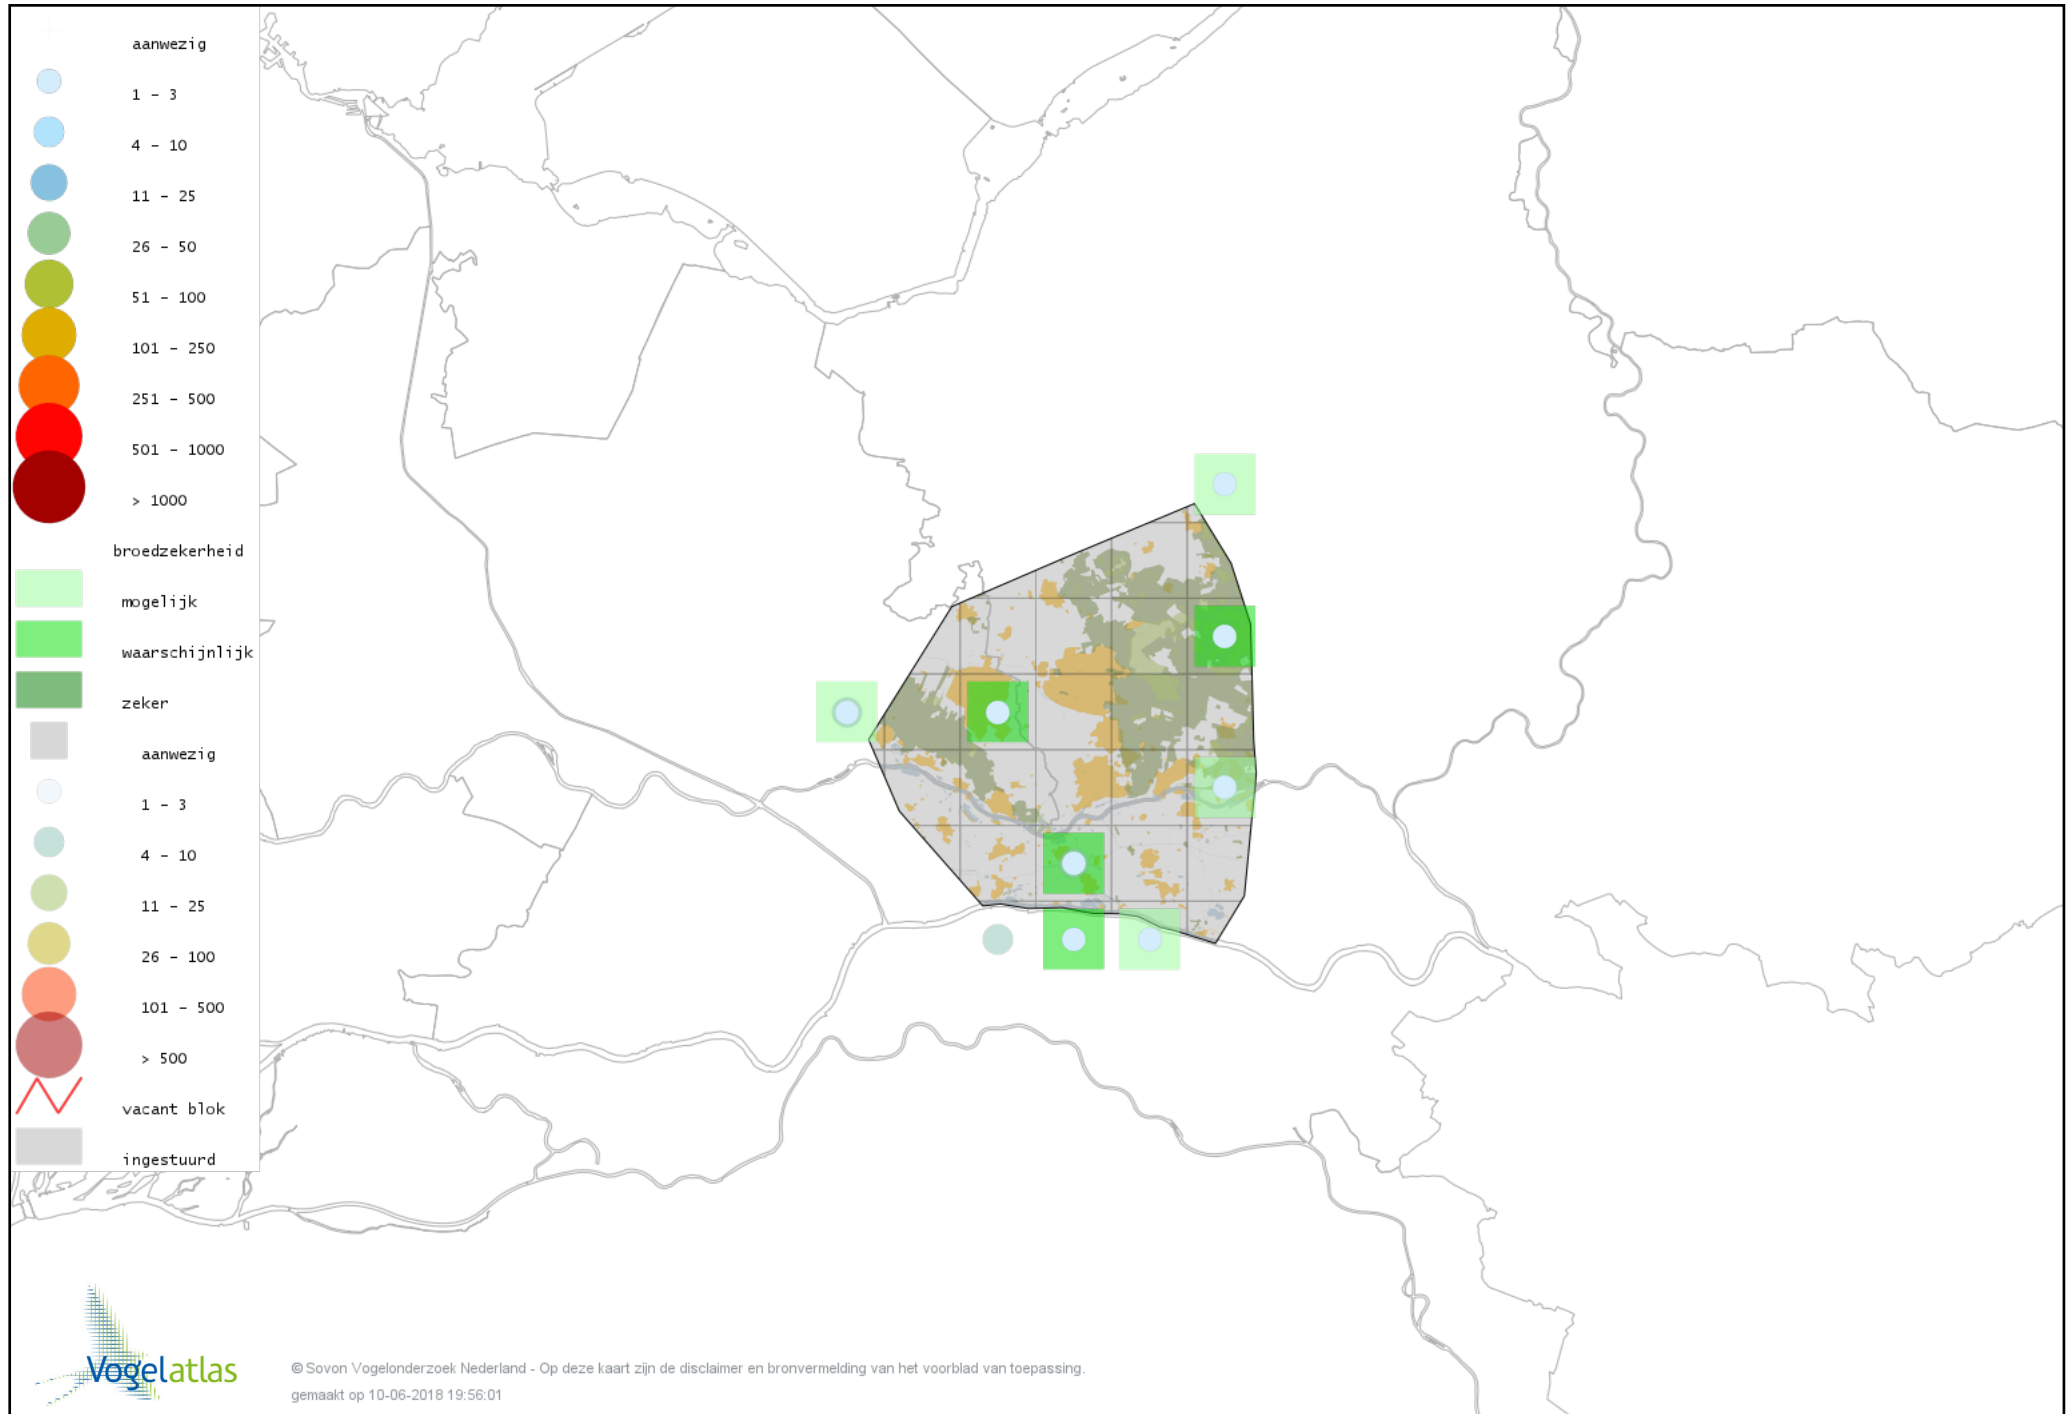 aanwezig
1 - 3
4 - 10
11 - 25
26 - 50
51 - 100
101 - 250
251 - 500
501 - 1000
> 1000
broedzekerheid
mogelijk
waarschijnlijk
zeker
aanwezig
1 - 3
4 - 10
11 - 25
26 - 100
101 - 500
> 500
vacant blok
ingestuurd
Vogelatlas
© Sovon Vogelonderzoek Nederland - Op deze kaart zijn de disclaimer en bronvermelding van het voorblad van toepassing.
gemaakt op 10-06-2018 19:56:01